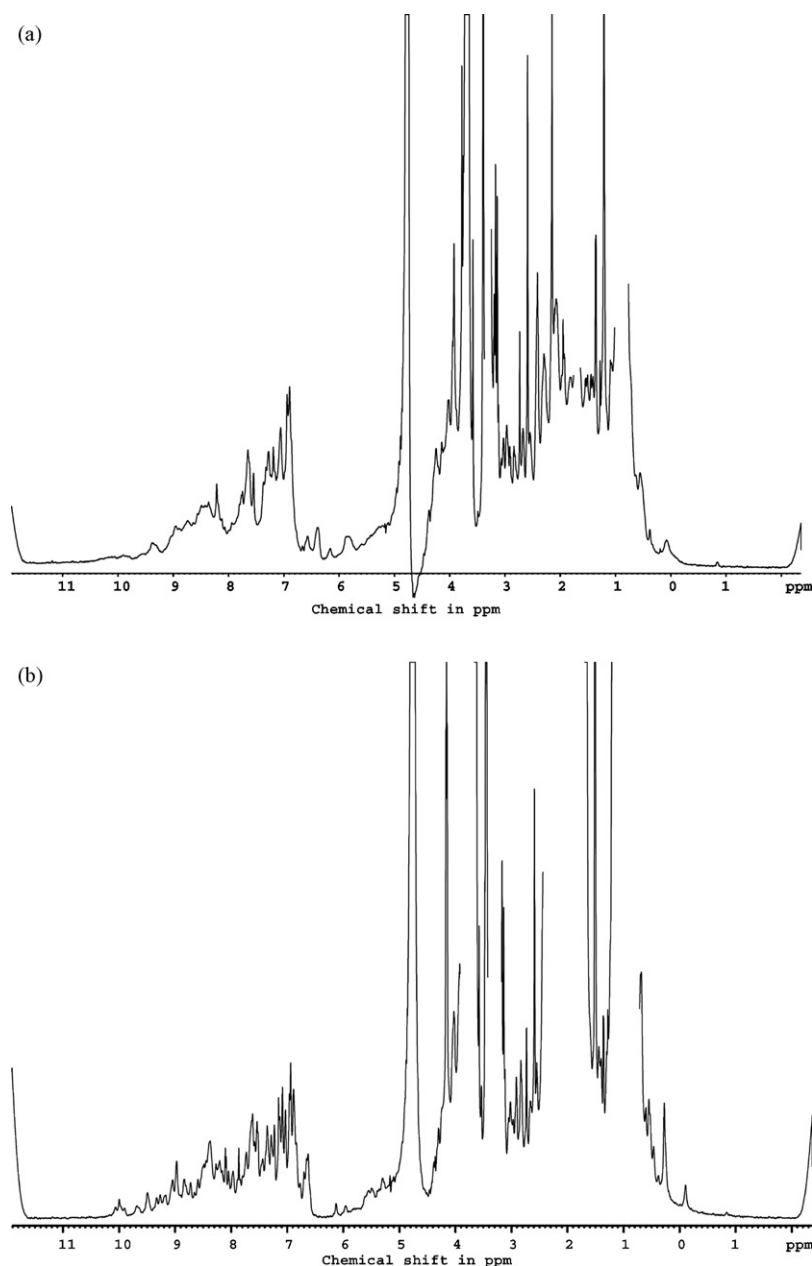 (a)
11 10 9 8 7 6 5 4 3 2 1 0 1 ppm
Chemical shift in ppm
(b)
11 10 9 8 7 6 5 4 3 2 1 0 1 ppm
Chemical shift in ppm